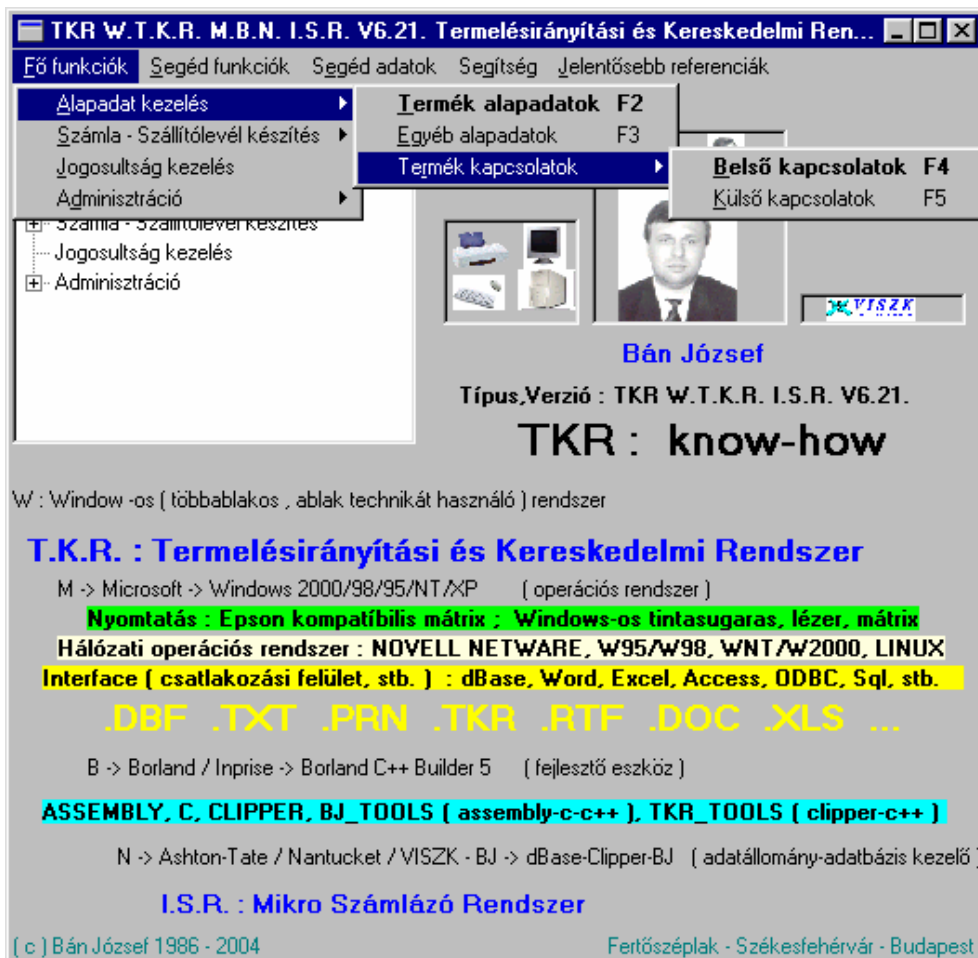 TKR W.T.K.R. M.B.N. I.S.R. V6.21. Termelésirányítási és Kereskedelmi Ren...
Fő funkciók Segéd funkciók Segéd adatok Segítség Jelentősebb referenciák
Alapadat kezelés
Számla - Szállítólevél készítés
Jogosultság kezelés
Adminisztráció
Termék alapadatok F2
Egyéb alapadatok F3
Termék kapcsolatok
Belső kapcsolatok F4
Külső kapcsolatok F5
Számla - Szállítólevél készítés
Jogosultság kezelés
Adminisztráció
VISZK
Bán József
Típus,Verzió : TKR W.T.K.R. I.S.R. V6.21.
TKR : know-how
W : Window -os ( többablakos , ablak technikát használó ) rendszer
T.K.R. : Termelésirányítási és Kereskedelmi Rendszer
M -> Microsoft -> Windows 2000/98/95/NT/XP ( operációs rendszer )
Nyomtatás : Epson kompatíbilis mátrix ; Windows-os tintasugaras, lézer, mátrix
Hálózati operációs rendszer : NOVELL NETWARE, W95/W98, WNT/W2000, LINUX
Interface ( csatlakozási felület, stb. ) : dBase, Word, Excel, Access, ODBC, Sql, stb.
.DBF .TXT .PRN .TKR .RTF .DOC .XLS ...
B -> Borland / Inprise -> Borland C++ Builder 5 ( fejlesztő eszköz )
ASSEMBLY, C, CLIPPER, BJ_TOOLS ( assembly-c-c++ ), TKR_TOOLS ( clipper-c++ )
N -> Ashton-Tate / Nantucket / VISZK - BJ -> dBase-Clipper-BJ ( adatállomány-adatbázis kezelő )
I.S.R. : Mikro Számlázó Rendszer
( c ) Bán József 1986 - 2004 Fertőszéplak - Székesfehérvár - Budapest